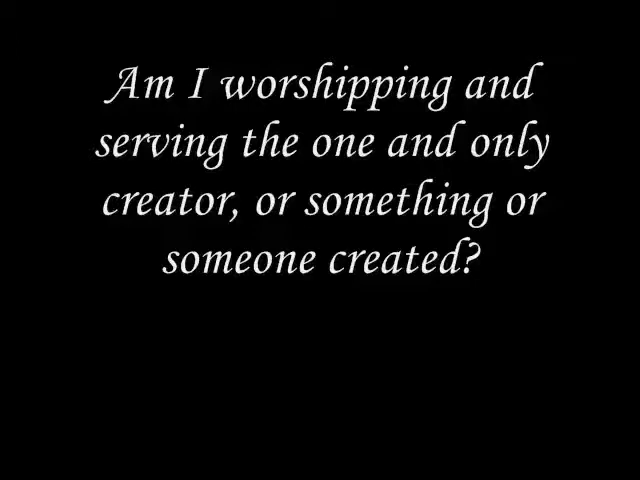 Am I worshipping and
serving the one and only
creator, or something or
someone created?